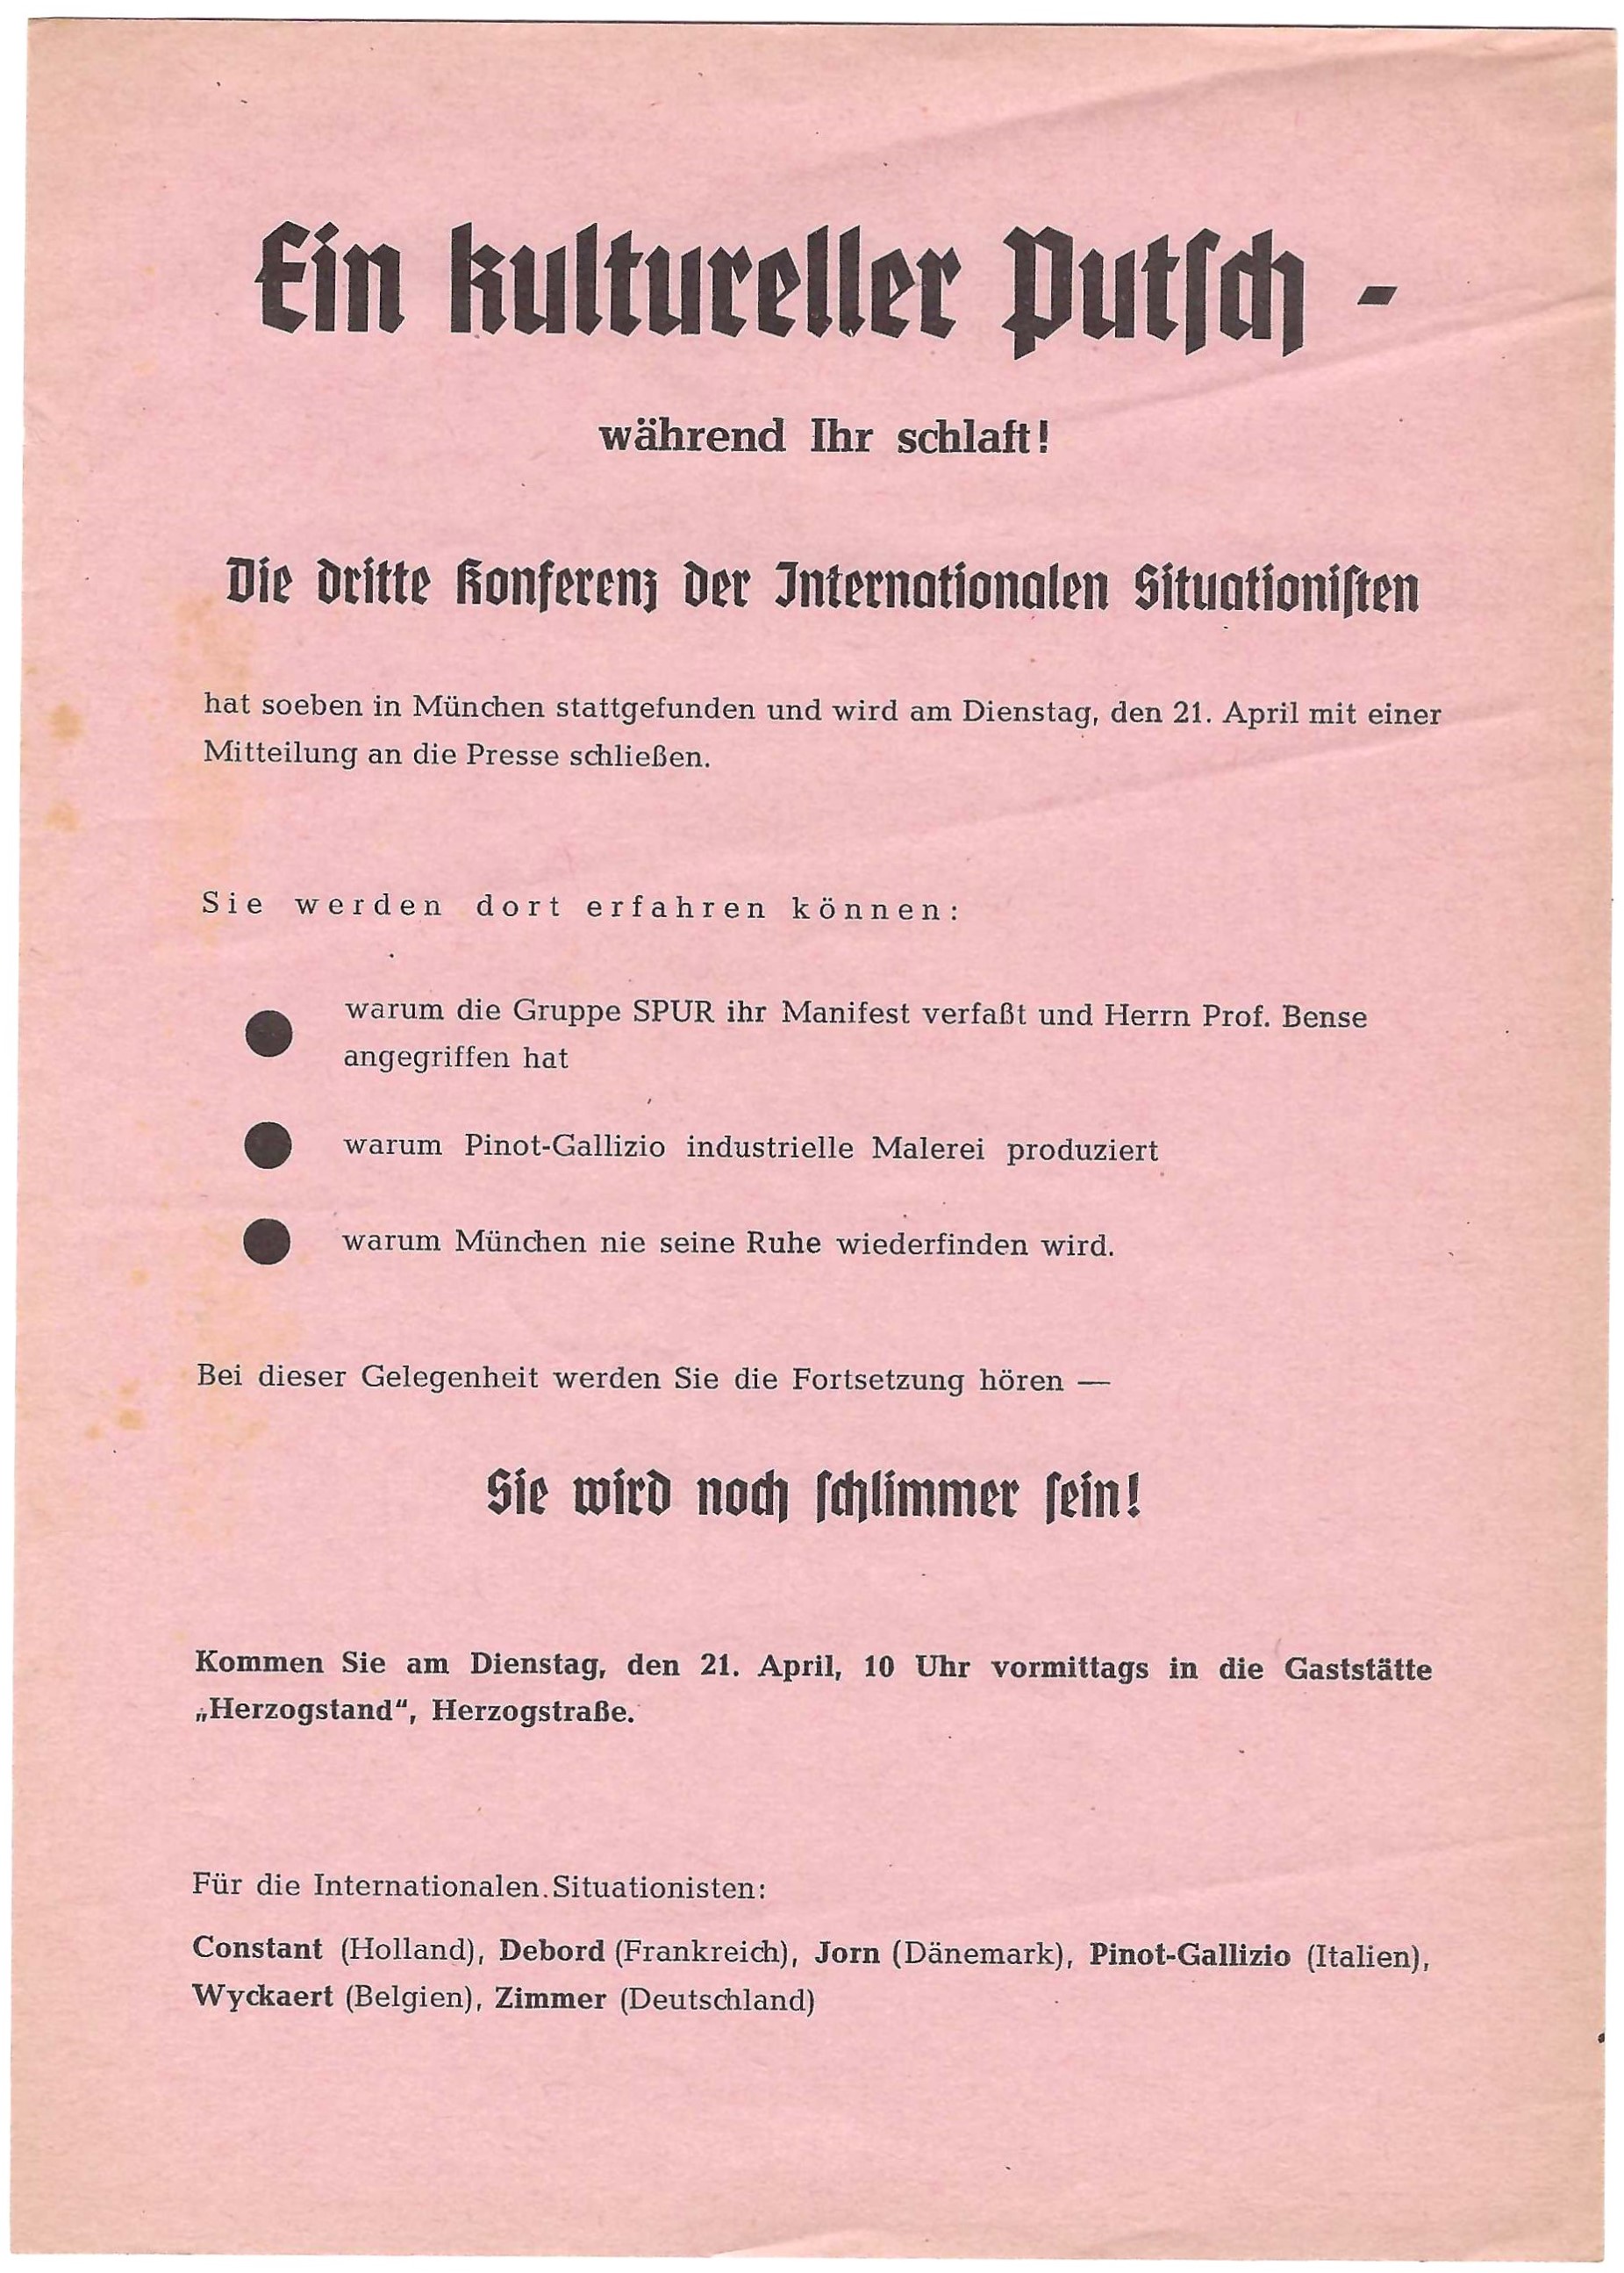 Ein kultureller Putsch -
während Ihr schlaft!
Die dritte Konferenz der Internationalen Situationisten
hat soeben in München stattgefunden und wird am Dienstag, den 21. April mit einer
Mitteilung an die Presse schließen.
Sie werden dort erfahren können:
● warum die Gruppe SPUR ihr Manifest verfaßt und Herrn Prof. Bense
angegriffen hat
● warum Pinot-Gallizio industrielle Malerei produziert
● warum München nie seine Ruhe wiederfinden wird.
Bei dieser Gelegenheit werden Sie die Fortsetzung hören —
Sie wird noch schlimmer sein!
Kommen Sie am Dienstag, den 21. April, 10 Uhr vormittags in die Gaststätte
„Herzogstand“, Herzogstraße.
Für die Internationalen Situationisten:
Constant (Holland), Debord (Frankreich), Jorn (Dänemark), Pinot-Gallizio (Italien),
Wyckaert (Belgien), Zimmer (Deutschland)